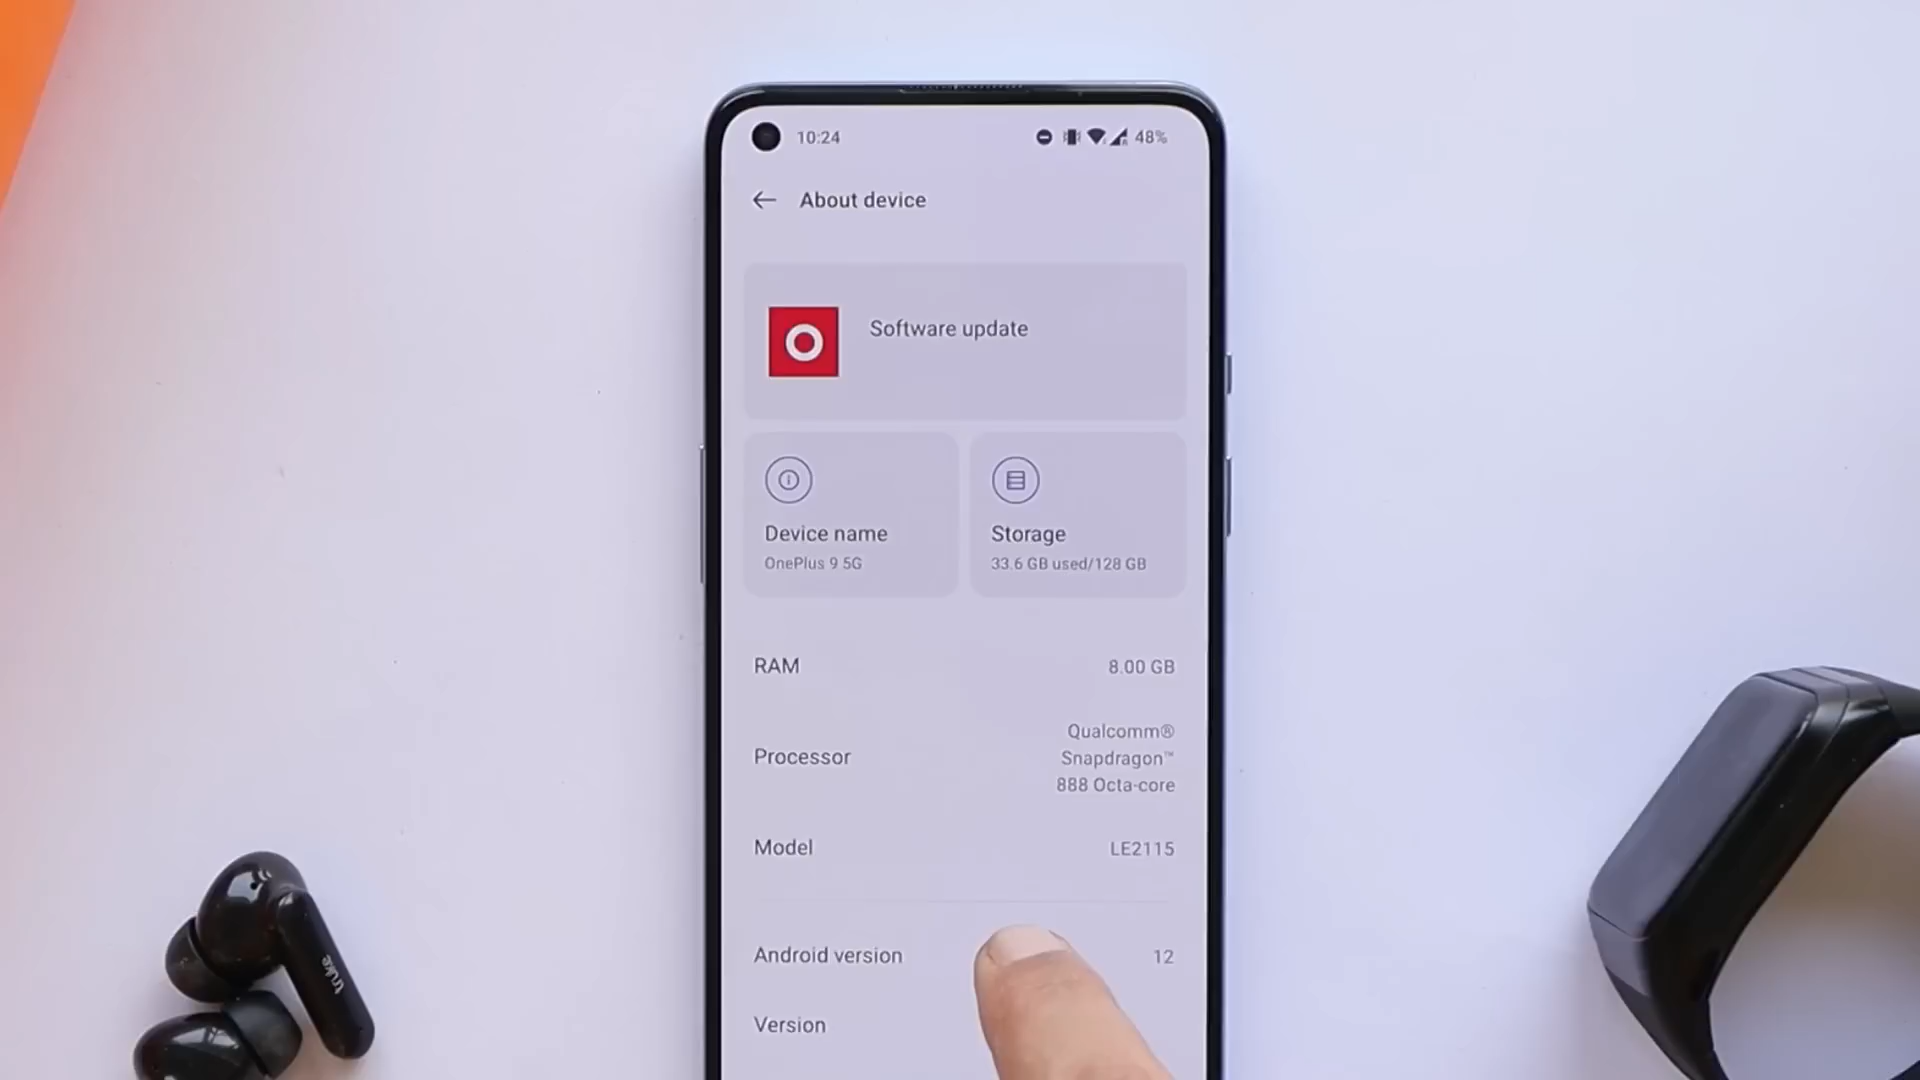 10:24
48%
About device
Software update
Device name
OnePlus 9 5G
Storage
33.6 GB used/128 GB
RAM
8.00 GB
Processor
Qualcomm®
Snapdragon™
888 Octa-core
Model
LE2115
Android version
12
Version
truke